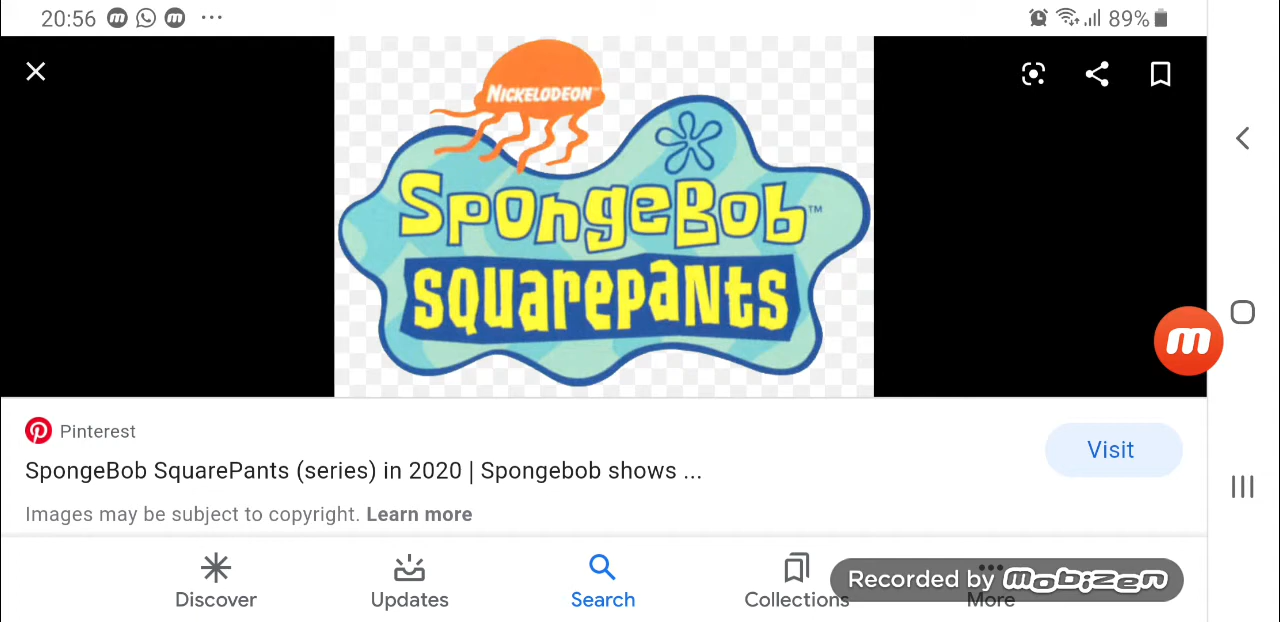 20:56
89%
NICKELODEON
SpongeBob™
SQUAREPANTS
Pinterest
SpongeBob SquarePants (series) in 2020 | Spongebob shows ...
Visit
Images may be subject to copyright. Learn more
Discover
Updates
Search
Collections
More
Recorded by mobizen